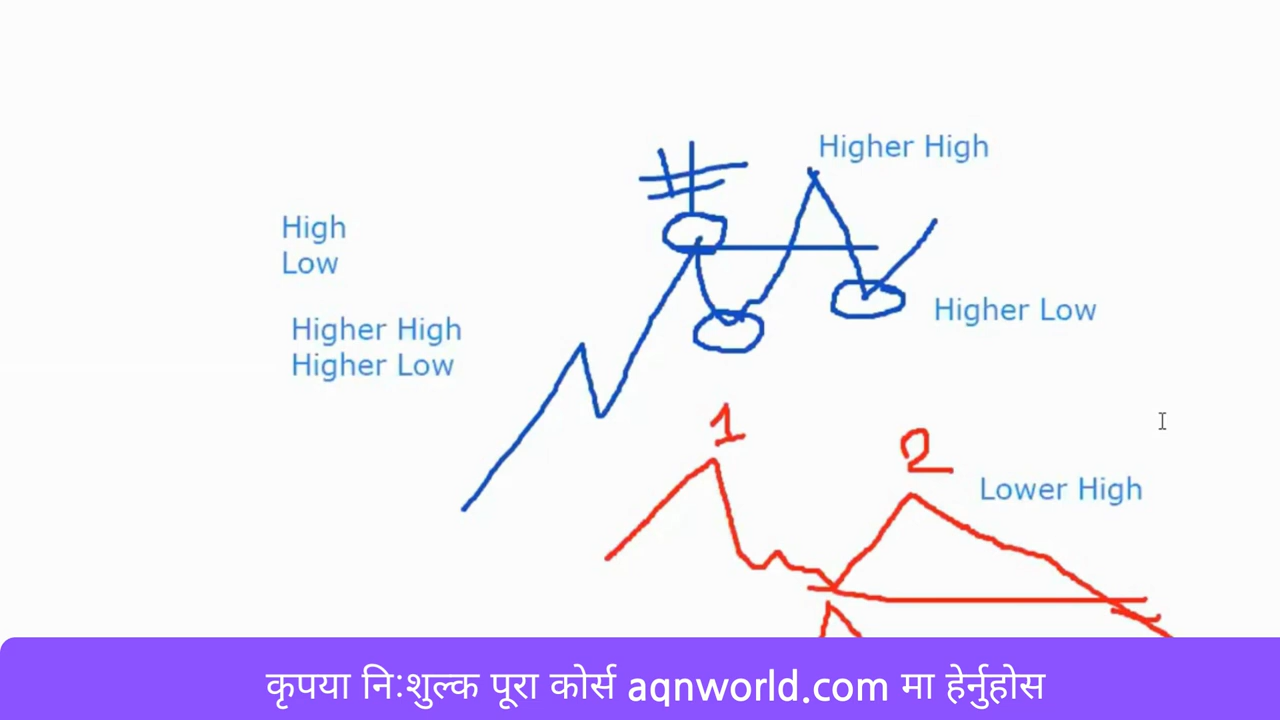 Higher High
High
Low
Higher High
Higher Low
Higher Low
1
2
Lower High
कृपया निःशुल्क पूरा कोर्स aqnworld.com मा हेर्नुहोस